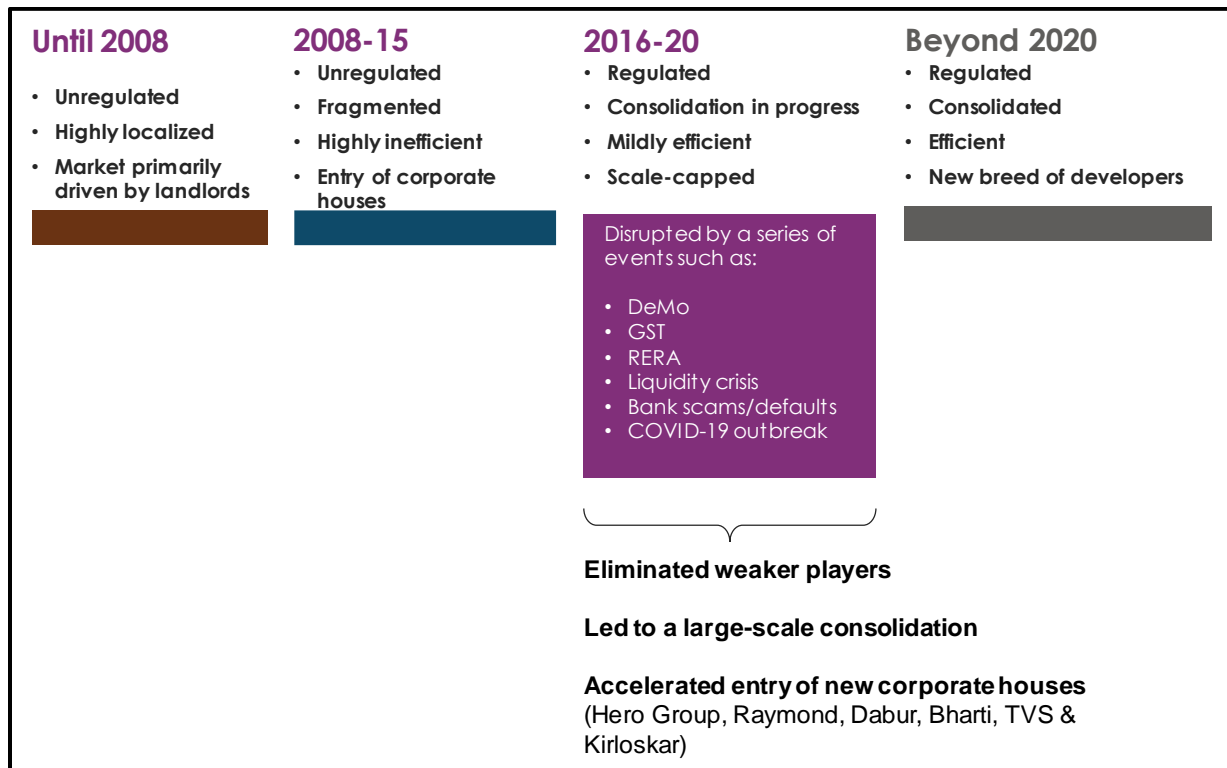 Until 2008
• Unregulated
• Highly localized
• Market primarily
driven by landlords
2008-15
• Unregulated
• Fragmented
• Highly inefficient
• Entry of corporate
houses
2016-20
• Regulated
• Consolidation in progress
• Mildly efficient
• Scale-capped
Disrupted by a series of
events such as:
• DeMo
• GST
• RERA
• Liquidity crisis
• Bank scams/defaults
• COVID-19 outbreak
Eliminated weaker players
Led to a large-scale consolidation
Accelerated entry of new corporate houses
(Hero Group, Raymond, Dabur, Bharti, TVS &
Kirloskar)
Beyond 2020
• Regulated
• Consolidated
• Efficient
• New breed of developers